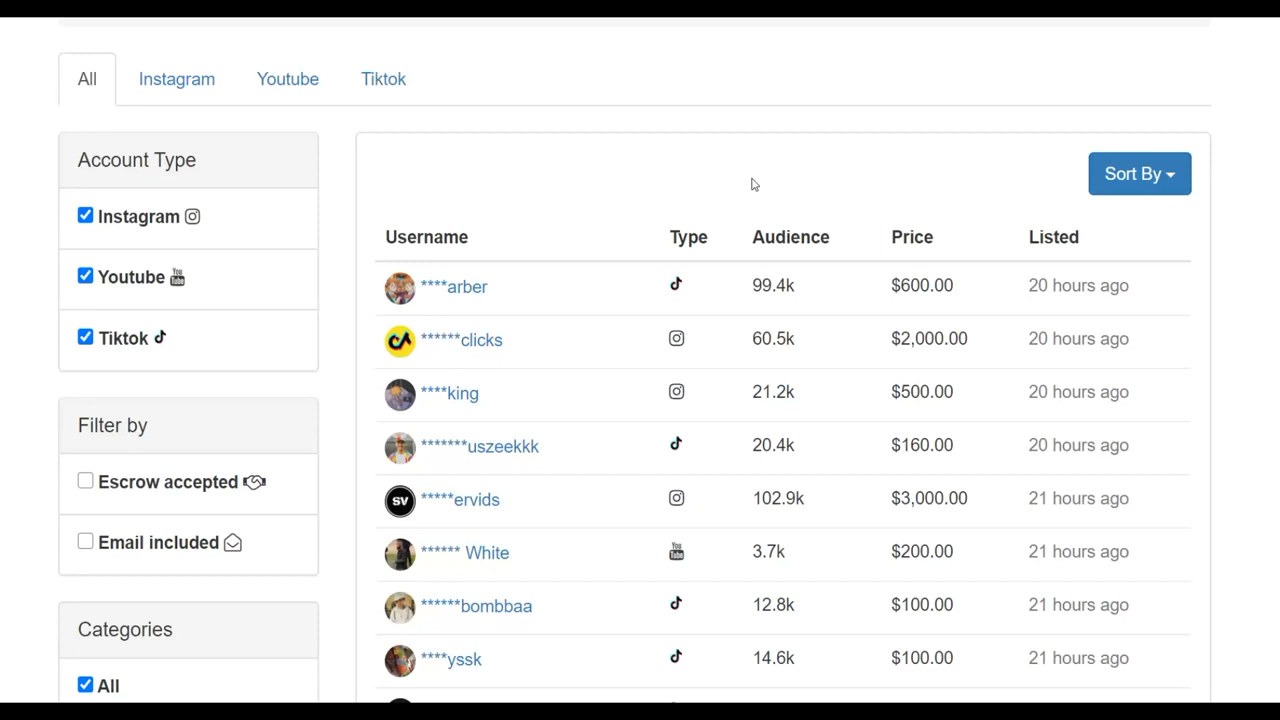 All Instagram Youtube Tiktok
Account Type
Instagram
Youtube
Tiktok
Filter by
Escrow accepted
Email included
Categories
All
Sort By
Username Type Audience Price Listed
****arber 99.4k $600.00 20 hours ago
******clicks 60.5k $2,000.00 20 hours ago
****king 21.2k $500.00 20 hours ago
*******uszeekkk 20.4k $160.00 20 hours ago
SV *****ervids 102.9k $3,000.00 21 hours ago
****** White You Tube 3.7k $200.00 21 hours ago
******bombbaa 12.8k $100.00 21 hours ago
****yssk 14.6k $100.00 21 hours ago